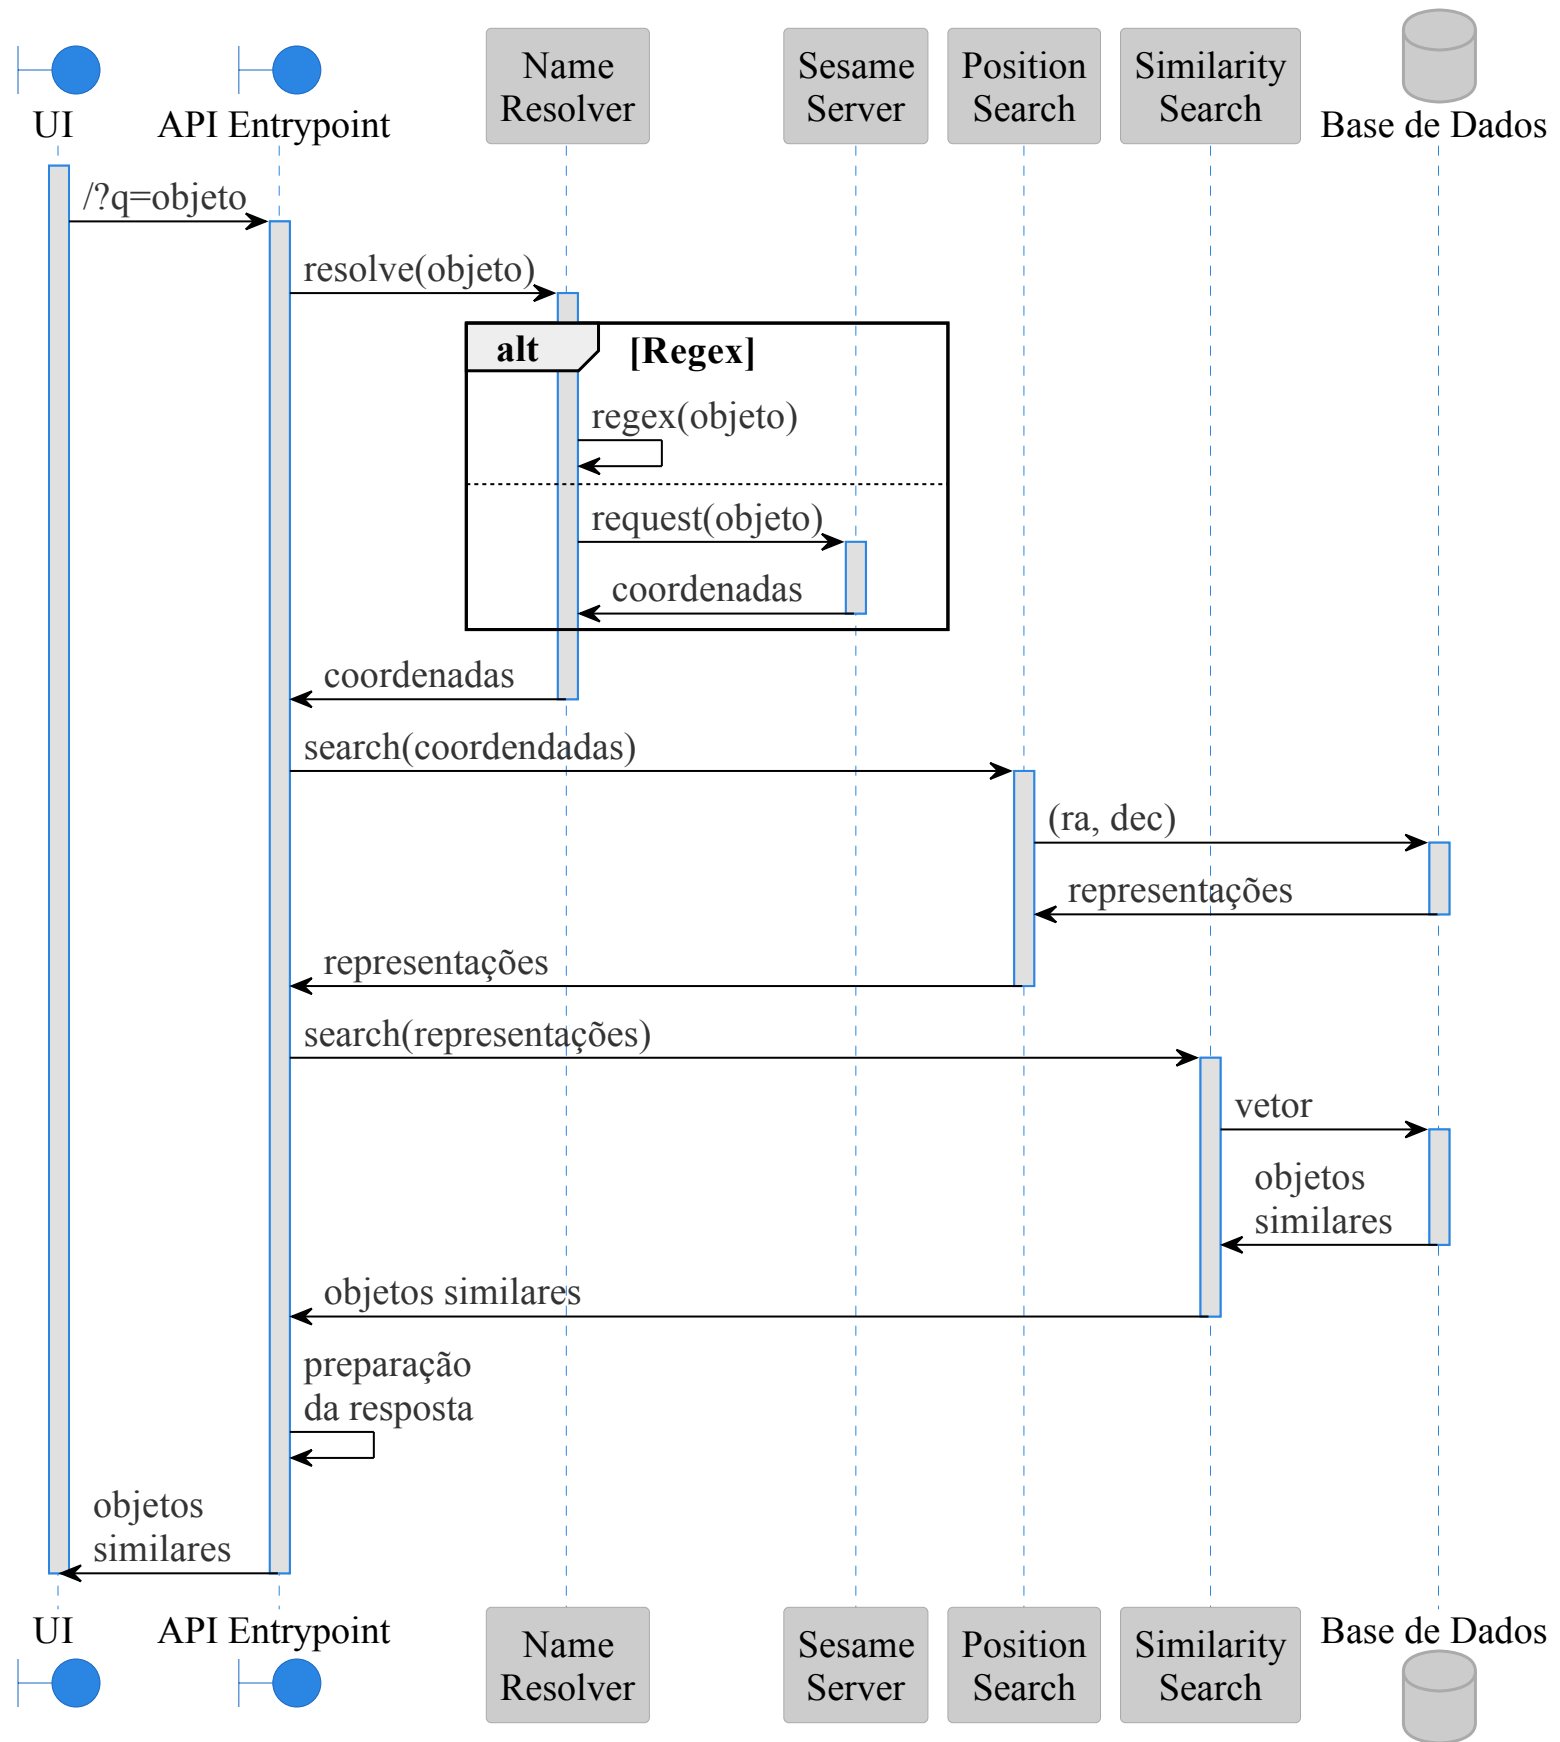 UI
API Entrypoint
Name
Resolver
Sesame
Server
Position
Search
Similarity
Search
Base de Dados
/?q=objeto
resolve(objeto)
alt
[Regex]
regex(objeto)
request(objeto)
coordenadas
coordenadas
search(coordendadas)
(ra, dec)
representações
representações
search(representações)
vetor
objetos
similares
objetos similares
preparação
da resposta
objetos
similares
UI
API Entrypoint
Name
Resolver
Sesame
Server
Position
Search
Similarity
Search
Base de Dados